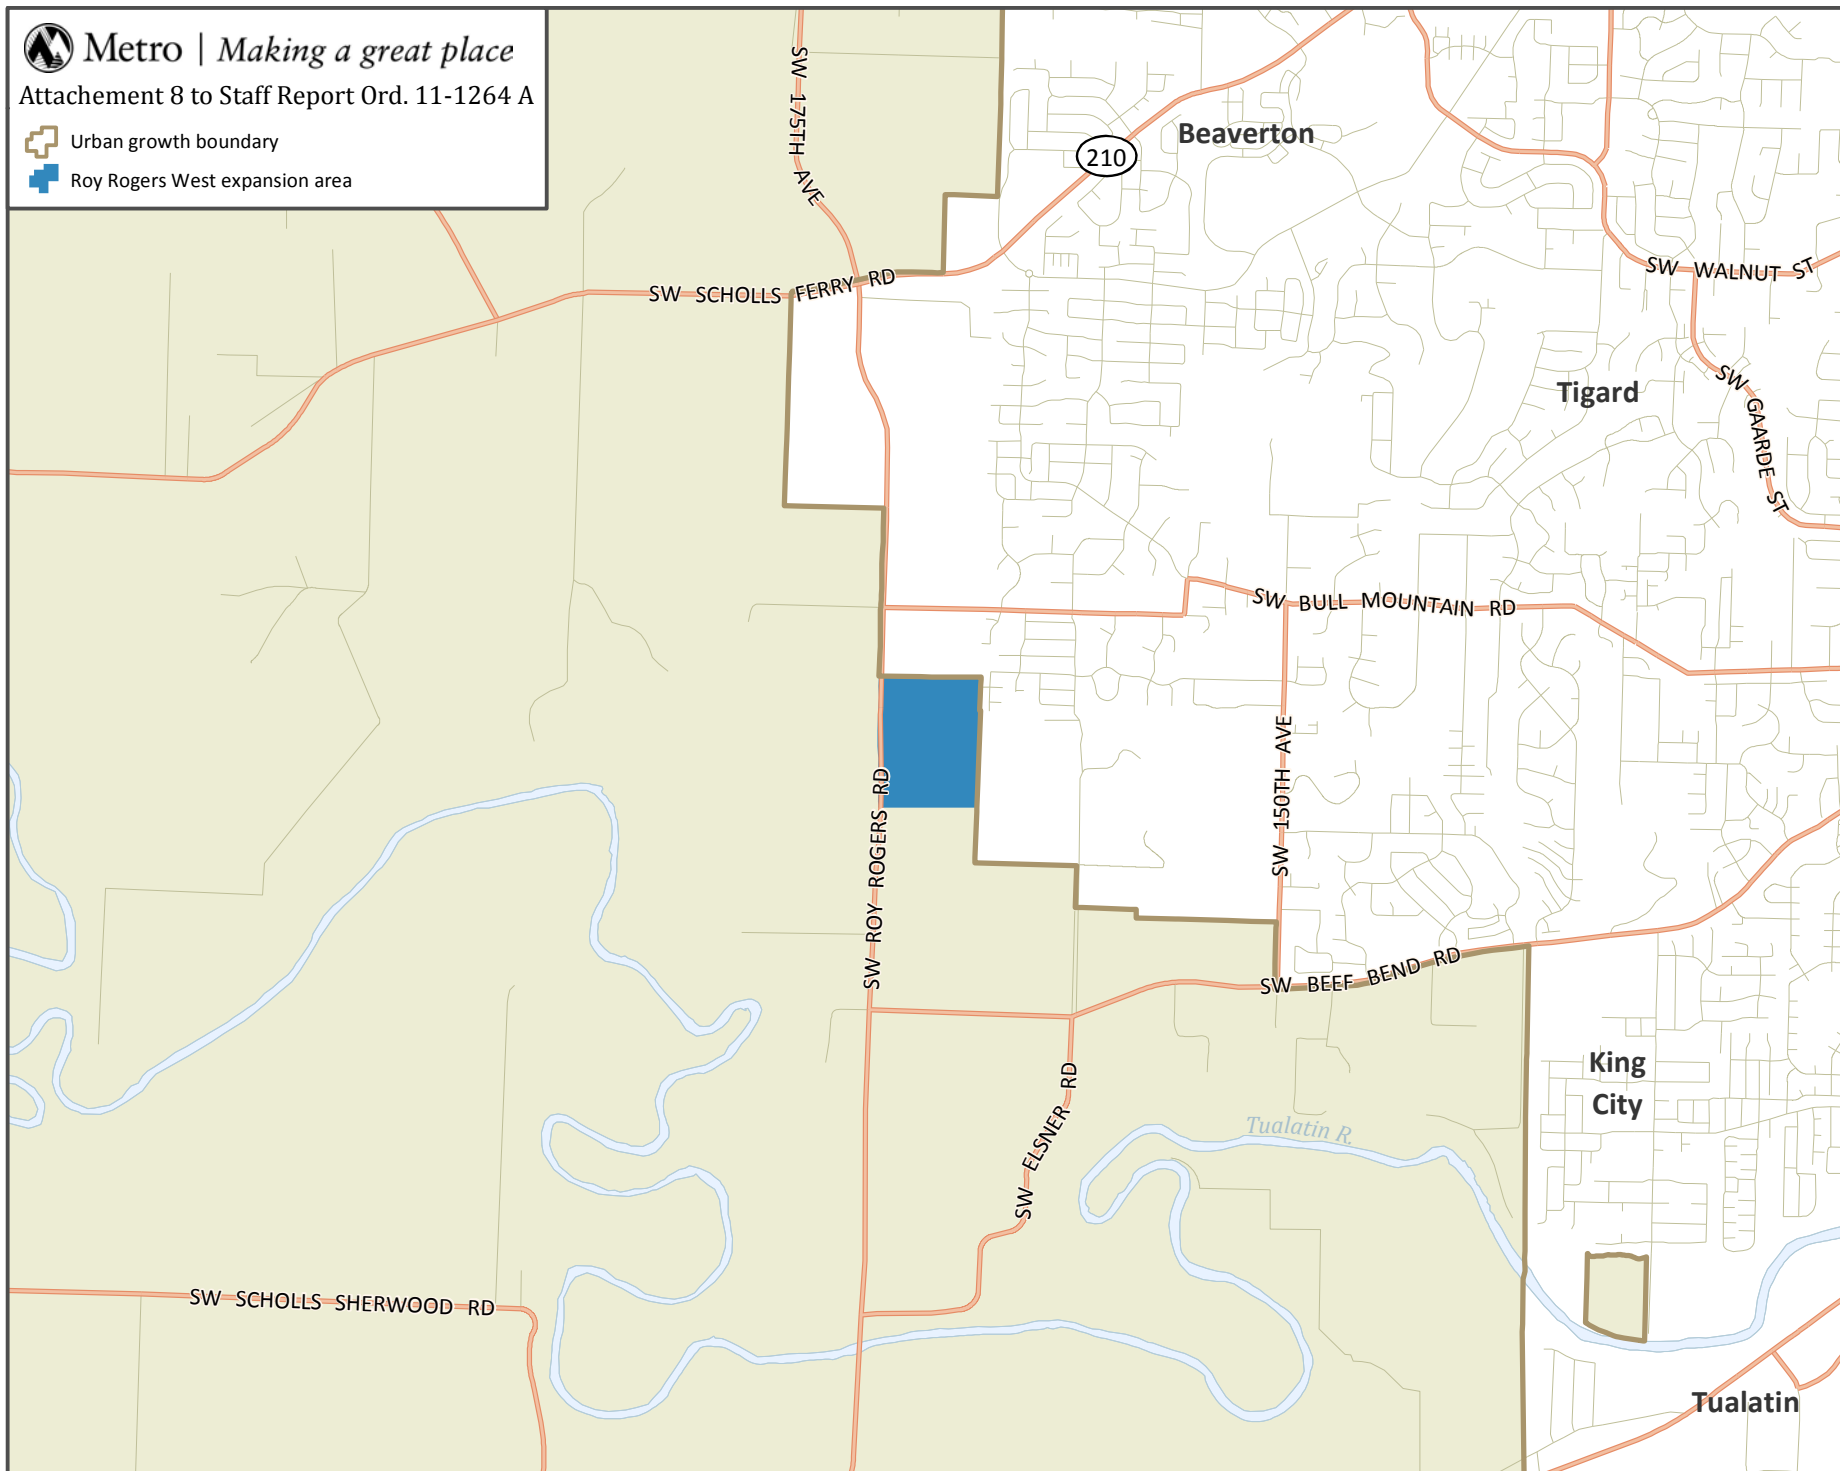 Metro | Making a great place
Attachement 8 to Staff Report Ord. 11-1264 A
Urban growth boundary
Roy Rogers West expansion area
SW 175TH AVE
210
Beaverton
SW SCHOLLS FERRY RD
SW WALNUT ST
Tigard
SW GAARDE ST
SW BULL MOUNTAIN RD
SW 150TH AVE
SW ROY ROGERS RD
SW BEEF BEND RD
King
City
SW ELSNER RD
Tualatin R.
SW SCHOLLS SHERWOOD RD
Tualatin